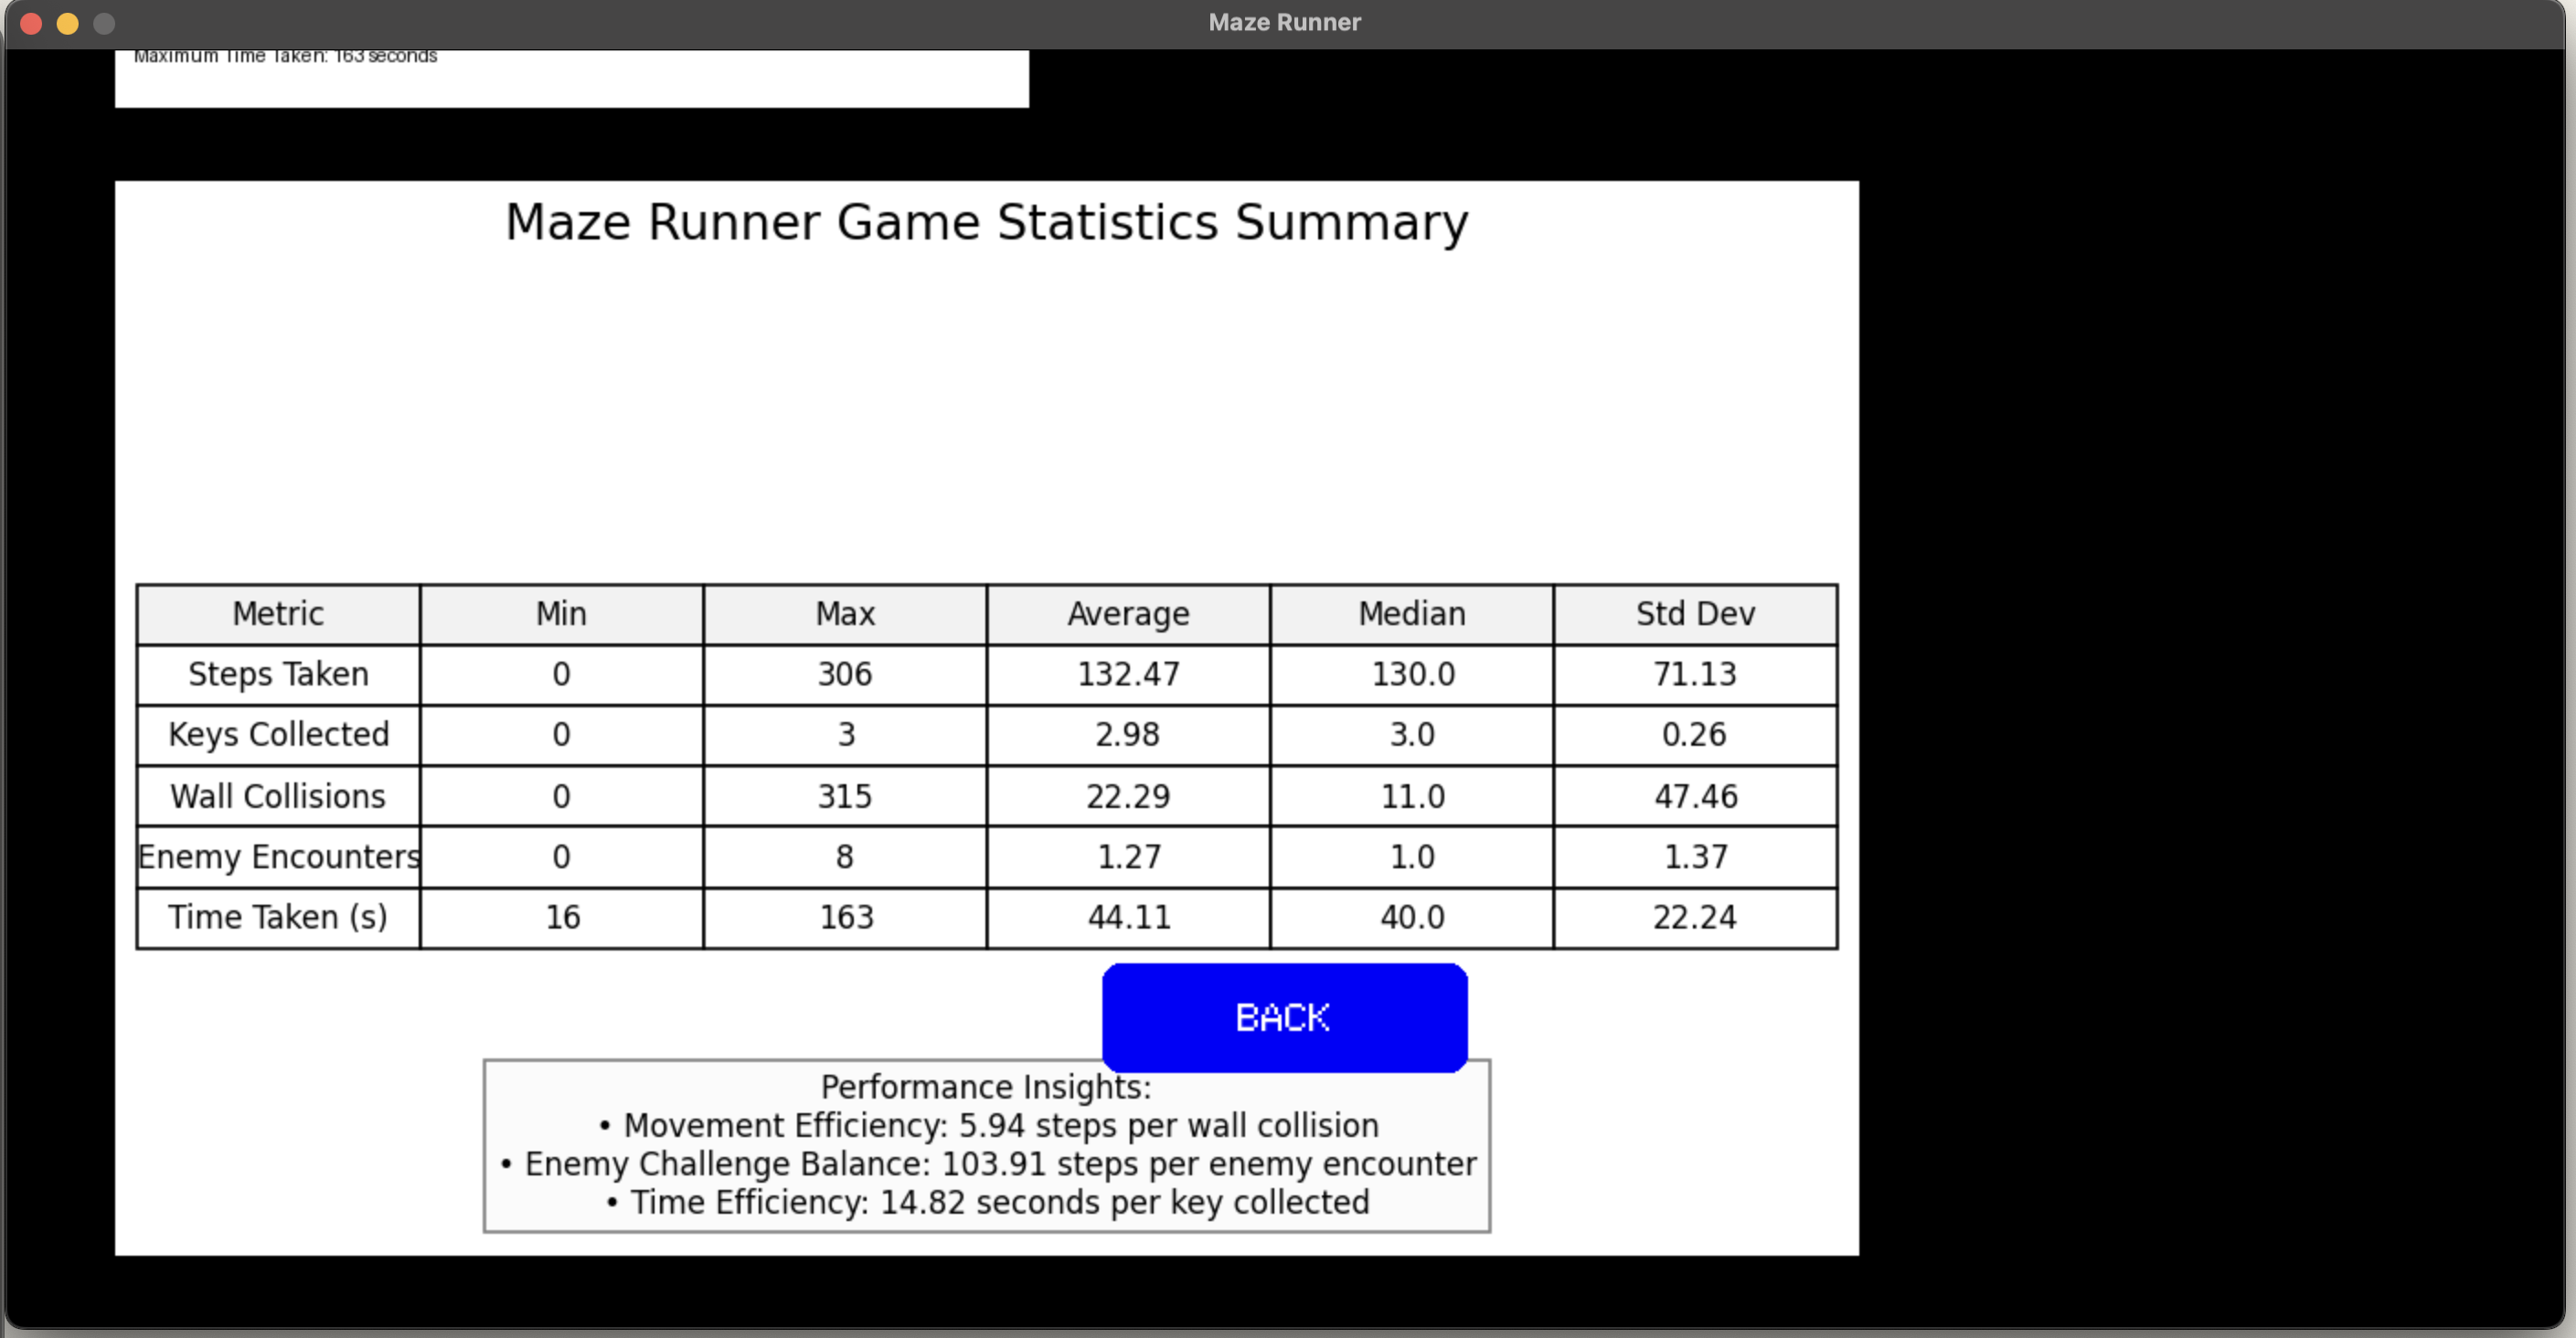 Maze Runner
Maximum Time Taken: 163 seconds
Maze Runner Game Statistics Summary
Metric Min Max Average Median Std Dev
Steps Taken 0 306 132.47 130.0 71.13
Keys Collected 0 3 2.98 3.0 0.26
Wall Collisions 0 315 22.29 11.0 47.46
Enemy Encounters 0 8 1.27 1.0 1.37
Time Taken (s) 16 163 44.11 40.0 22.24
BACK
Performance Insights:
• Movement Efficiency: 5.94 steps per wall collision
• Enemy Challenge Balance: 103.91 steps per enemy encounter
• Time Efficiency: 14.82 seconds per key collected